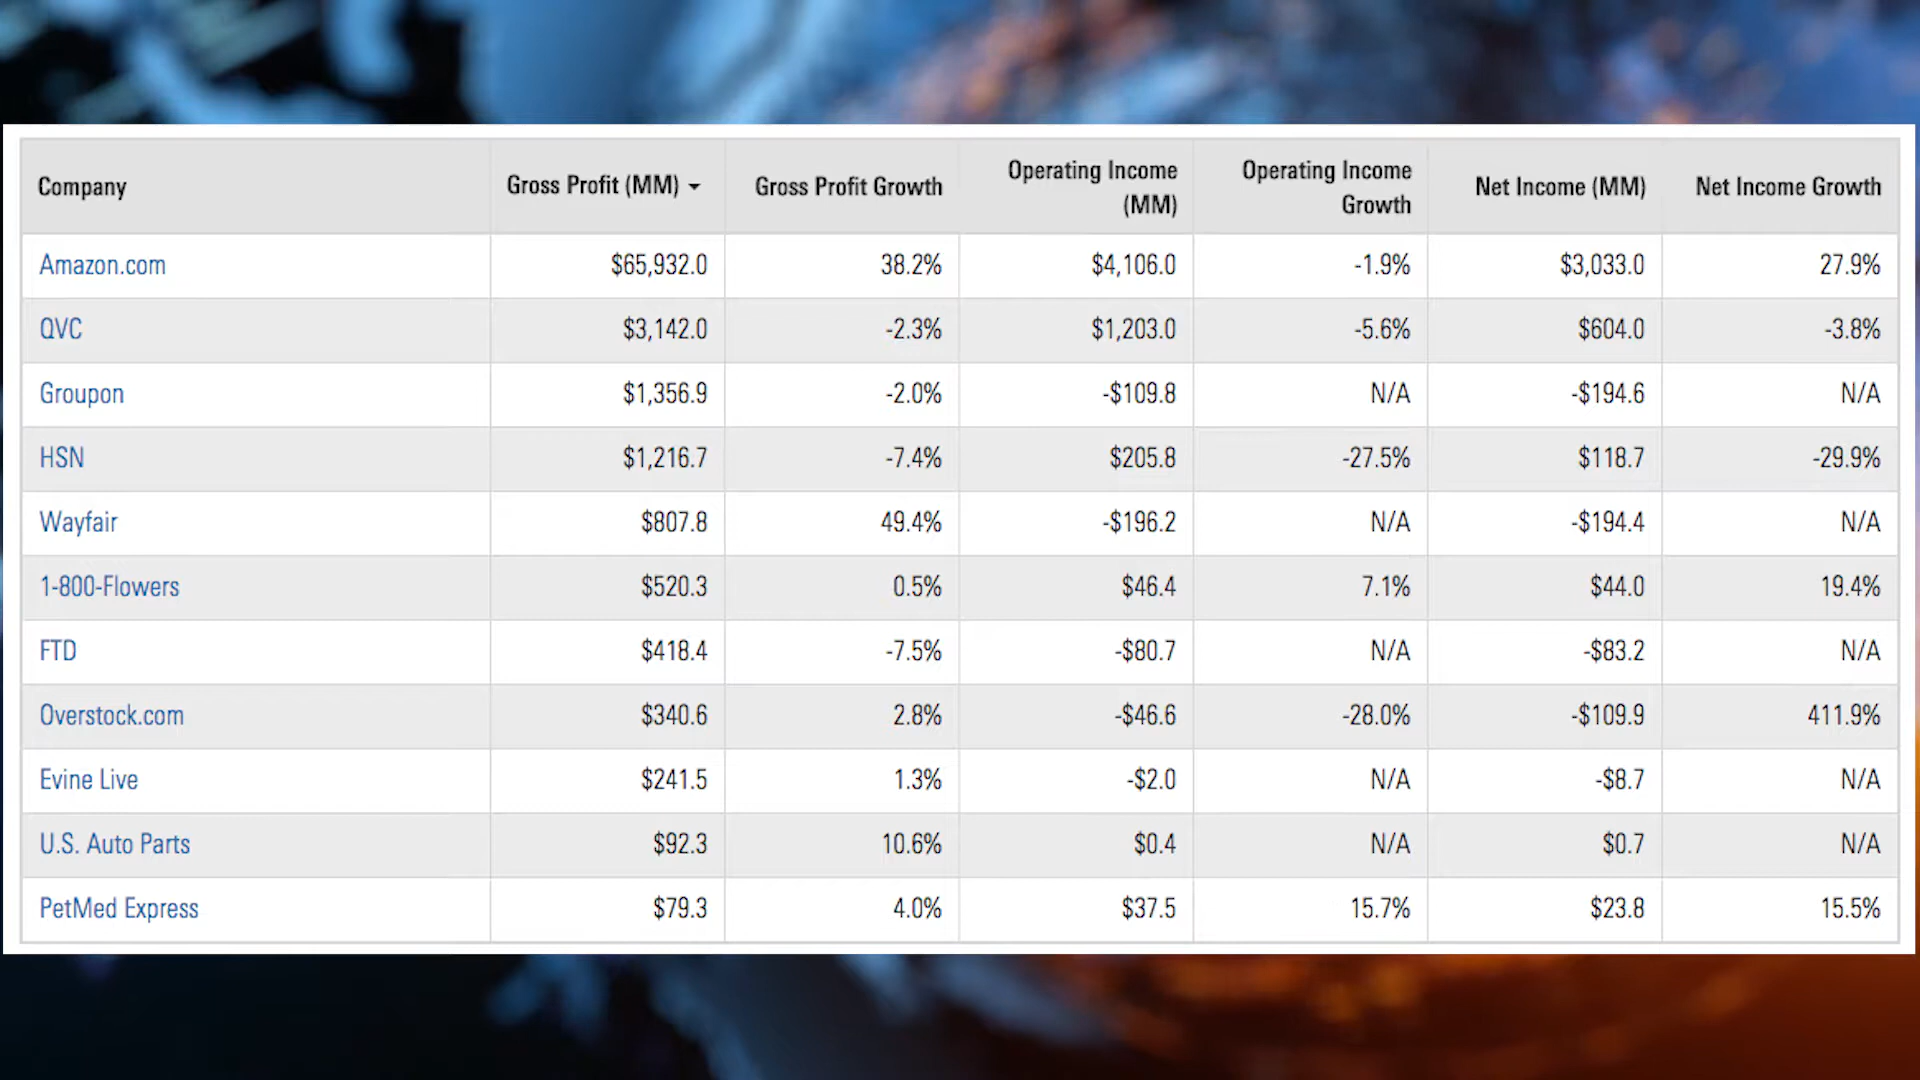 Company Gross Profit (MM) Gross Profit Growth Operating Income (MM) Operating Income Growth Net Income (MM) Net Income Growth
Amazon.com $65,932.0 38.2% $4,106.0 -1.9% $3,033.0 27.9%
QVC $3,142.0 -2.3% $1,203.0 -5.6% $604.0 -3.8%
Groupon $1,356.9 -2.0% -$109.8 N/A -$194.6 N/A
HSN $1,216.7 -7.4% $205.8 -27.5% $118.7 -29.9%
Wayfair $807.8 49.4% -$196.2 N/A -$194.4 N/A
1-800-Flowers $520.3 0.5% $46.4 7.1% $44.0 19.4%
FTD $418.4 -7.5% -$80.7 N/A -$83.2 N/A
Overstock.com $340.6 2.8% -$46.6 -28.0% -$109.9 411.9%
Evine Live $241.5 1.3% -$2.0 N/A -$8.7 N/A
U.S. Auto Parts $92.3 10.6% $0.4 N/A $0.7 N/A
PetMed Express $79.3 4.0% $37.5 15.7% $23.8 15.5%